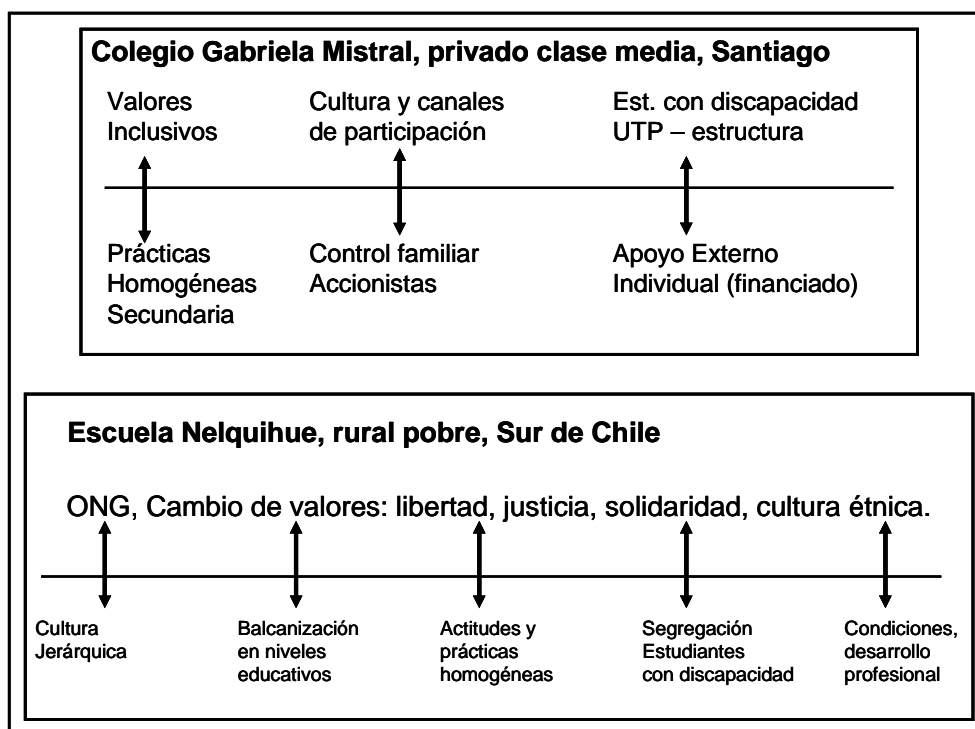 Colegio Gabriela Mistral, privado clase media, Santiago
Valores
Inclusivos
Cultura y canales
de participación
Est. con discapacidad
UTP – estructura
Prácticas
Homogéneas
Secundaria
Control familiar
Accionistas
Apoyo Externo
Individual (financiado)
Escuela Nelquihue, rural pobre, Sur de Chile
ONG, Cambio de valores: libertad, justicia, solidaridad, cultura étnica.
Cultura
Jerárquica
Balcanización
en niveles
educativos
Actitudes y
prácticas
homogéneas
Segregación
Estudiantes
con discapacidad
Condiciones,
desarrollo
profesional